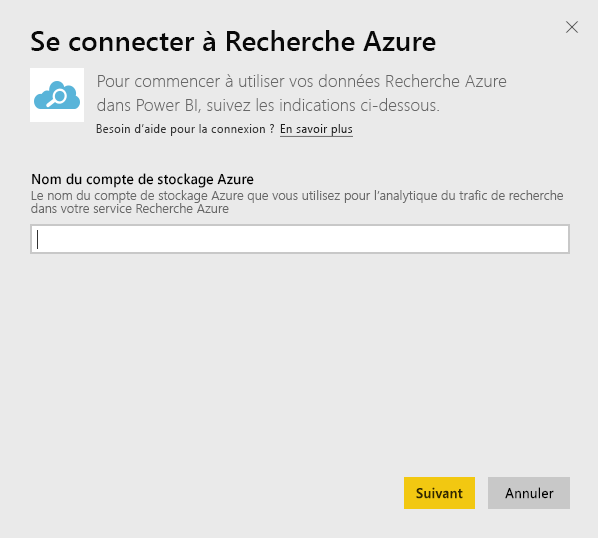 Se connecter à Recherche Azure
Pour commencer à utiliser vos données Recherche Azure
dans Power BI, suivez les indications ci-dessous.
Besoin d'aide pour la connexion ? En savoir plus
Nom du compte de stockage Azure
Le nom du compte de stockage Azure que vous utilisez pour l'analytique du trafic de recherche
dans votre service Recherche Azure
Suivant Annuler